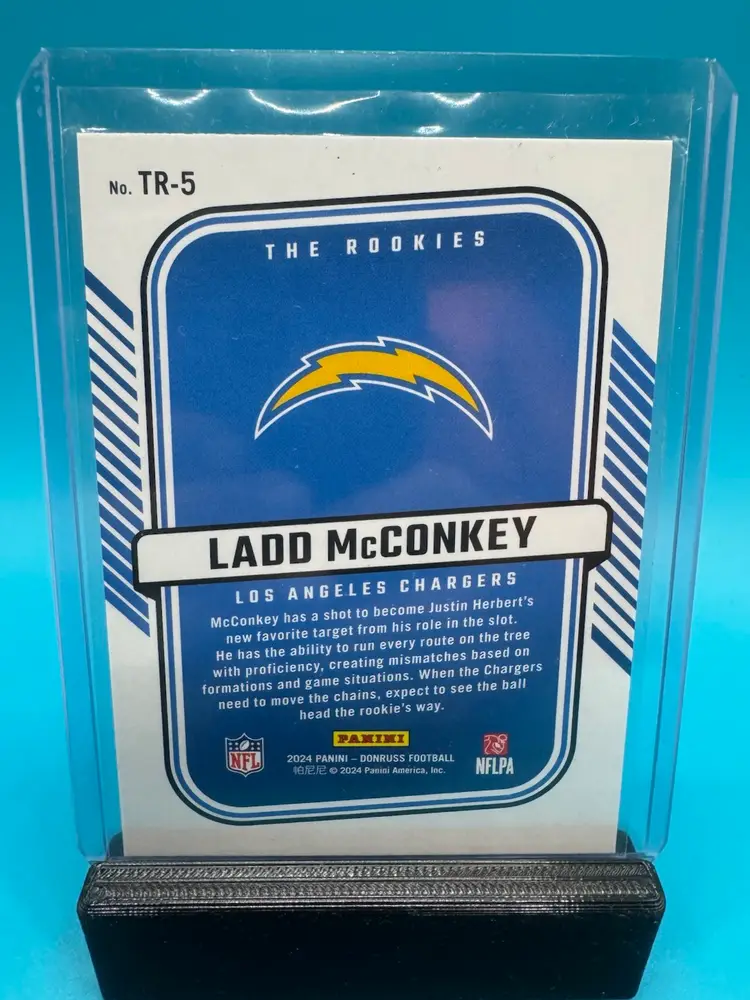 No. TR-5
THE ROOKIES
LADD McCONKEY
LOS ANGELES CHARGERS
McConkey has a shot to become Justin Herbert's
new favorite target from his role in the slot.
He has the ability to run every route on the tree
with proficiency, creating mismatches based on
formations and game situations. When the Chargers
need to move the chains, expect to see the ball
head the rookie's way.
NFL
PANINI
NFLPA
2024 PANINI – DONRUSS FOOTBALL
帕尼尼 © 2024 Panini America, Inc.